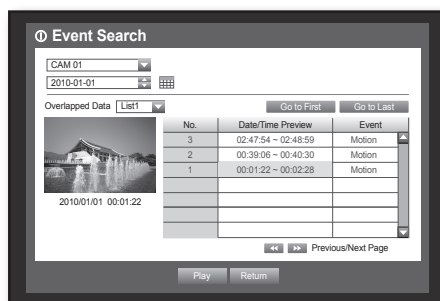 Event Search
CAM 01
2010-01-01
Overlapped Data List1 Go to First Go to Last
No. Date/Time Preview Event
3 02:47:54 ~ 02:48:59 Motion
2 00:39:06 ~ 00:40:30 Motion
1 00:01:22 ~ 00:02:28 Motion
2010/01/01 00:01:22
Previous/Next Page
Play Return